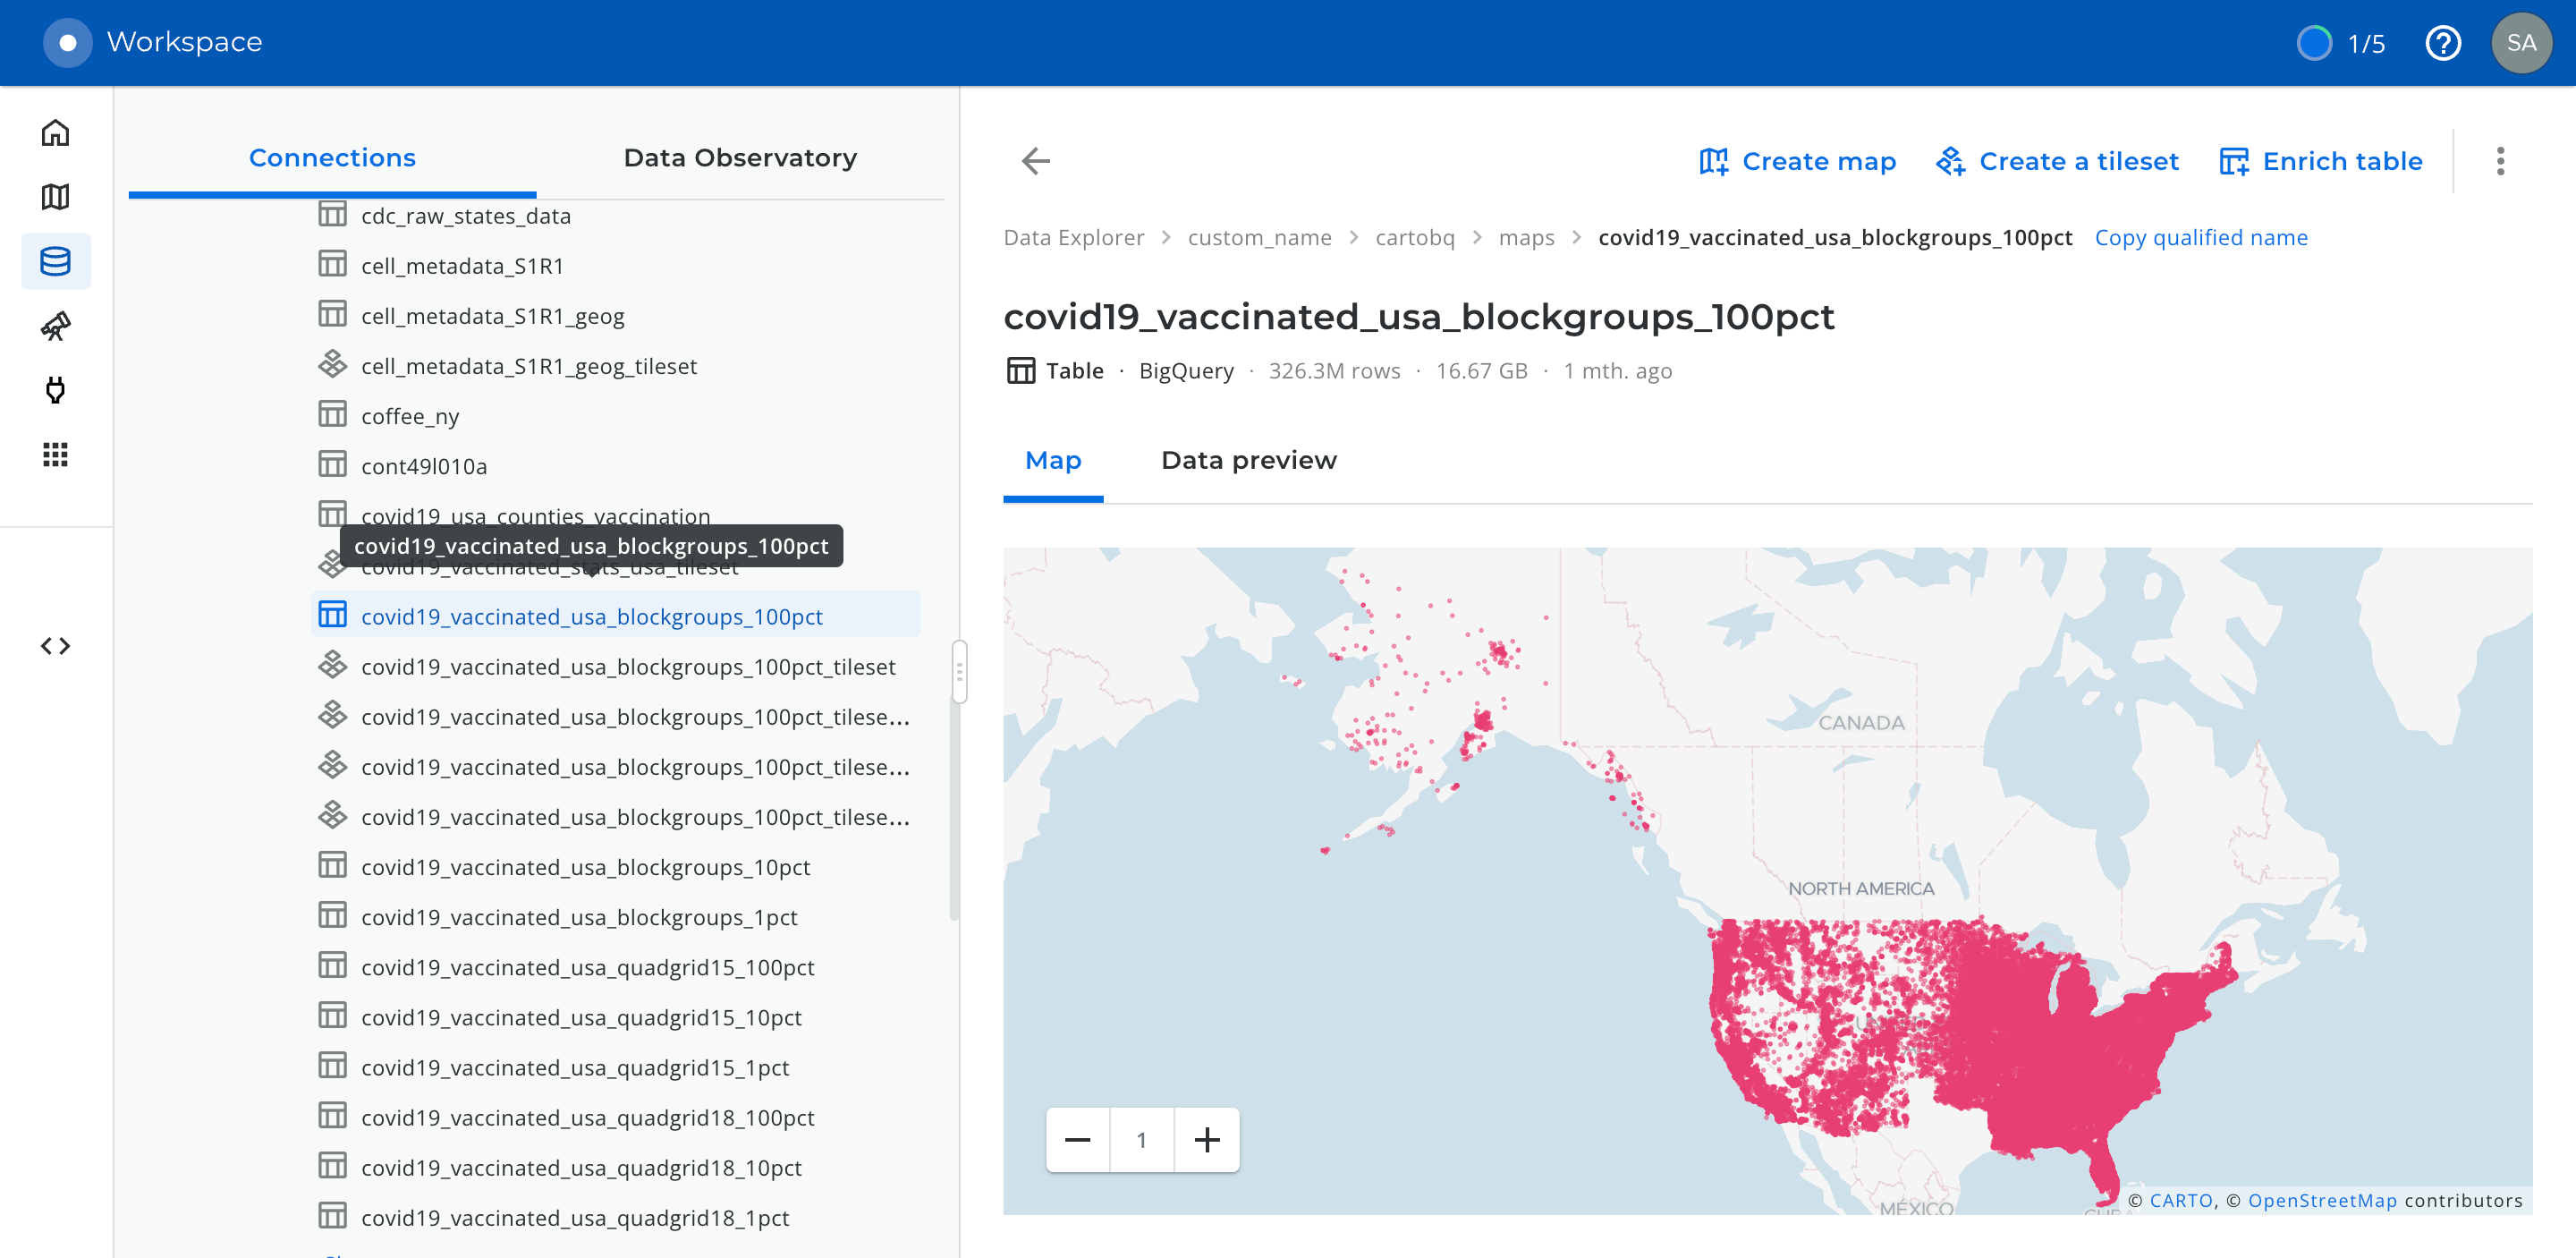 Workspace
1/5
SA
Connections
Data Observatory
cdc_raw_states_data
cell_metadata_S1R1
cell_metadata_S1R1_geog
cell_metadata_S1R1_geog_tileset
coffee_ny
cont49l010a
covid19_usa_counties_vaccination
covid19_vaccinated_usa_blockgroups_100pct
covid19_vaccinated_stats_usa_tileset
covid19_vaccinated_usa_blockgroups_100pct
covid19_vaccinated_usa_blockgroups_100pct_tileset
covid19_vaccinated_usa_blockgroups_100pct_tilese...
covid19_vaccinated_usa_blockgroups_100pct_tilese...
covid19_vaccinated_usa_blockgroups_100pct_tilese...
covid19_vaccinated_usa_blockgroups_10pct
covid19_vaccinated_usa_blockgroups_1pct
covid19_vaccinated_usa_quadgrid15_100pct
covid19_vaccinated_usa_quadgrid15_10pct
covid19_vaccinated_usa_quadgrid15_1pct
covid19_vaccinated_usa_quadgrid18_100pct
covid19_vaccinated_usa_quadgrid18_10pct
covid19_vaccinated_usa_quadgrid18_1pct
Create map
Create a tileset
Enrich table
Data Explorer > custom_name > cartobq > maps > covid19_vaccinated_usa_blockgroups_100pct Copy qualified name
covid19_vaccinated_usa_blockgroups_100pct
Table · BigQuery · 326.3M rows · 16.67 GB · 1 mth. ago
Map
Data preview
CANADA
NORTH AMERICA
MÉXICO
1
© CARTO, © OpenStreetMap contributors